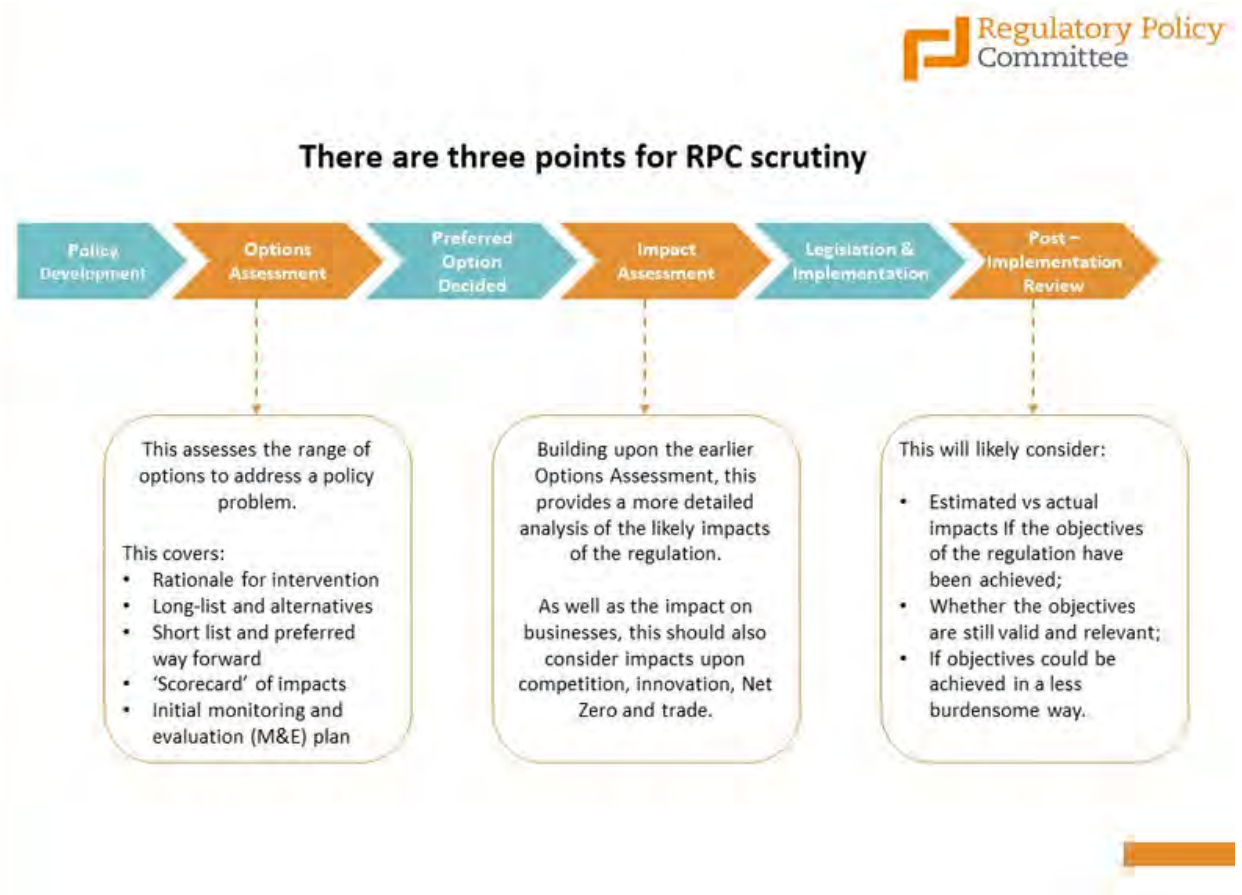 Regulatory Policy
Committee
There are three points for RPC scrutiny
Policy
Development
Options
Assessment
Preferred
Option
Decided
Impact
Assessment
Legislation &
Implementation
Post –
Implementation
Review
This assesses the range of
options to address a policy
problem.
This covers:
• Rationale for intervention
• Long-list and alternatives
• Short list and preferred
way forward
• ‘Scorecard’ of impacts
• Initial monitoring and
evaluation (M&E) plan
Building upon the earlier
Options Assessment, this
provides a more detailed
analysis of the likely impacts
of the regulation.
As well as the impact on
businesses, this should also
consider impacts upon
competition, innovation, Net
Zero and trade.
This will likely consider:
• Estimated vs actual
impacts If the objectives
of the regulation have
been achieved;
• Whether the objectives
are still valid and relevant;
• If objectives could be
achieved in a less
burdensome way.